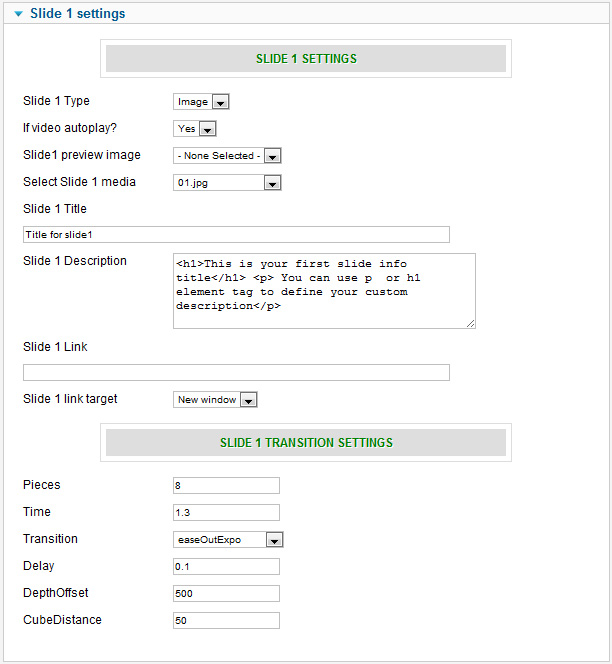 Slide 1 settings
SLIDE 1 SETTINGS
Slide 1 Type Image
If video autoplay? Yes
Slide1 preview image - None Selected -
Select Slide 1 media 01.jpg
Slide 1 Title
Title for slide1
Slide 1 Description
<h1>This is your first slide info
title</h1> <p> You can use p  or h1
element tag to define your custom
description</p>
Slide 1 Link
Slide 1 link target New window
SLIDE 1 TRANSITION SETTINGS
Pieces 8
Time 1.3
Transition easeOutExpo
Delay 0.1
DepthOffset 500
CubeDistance 50